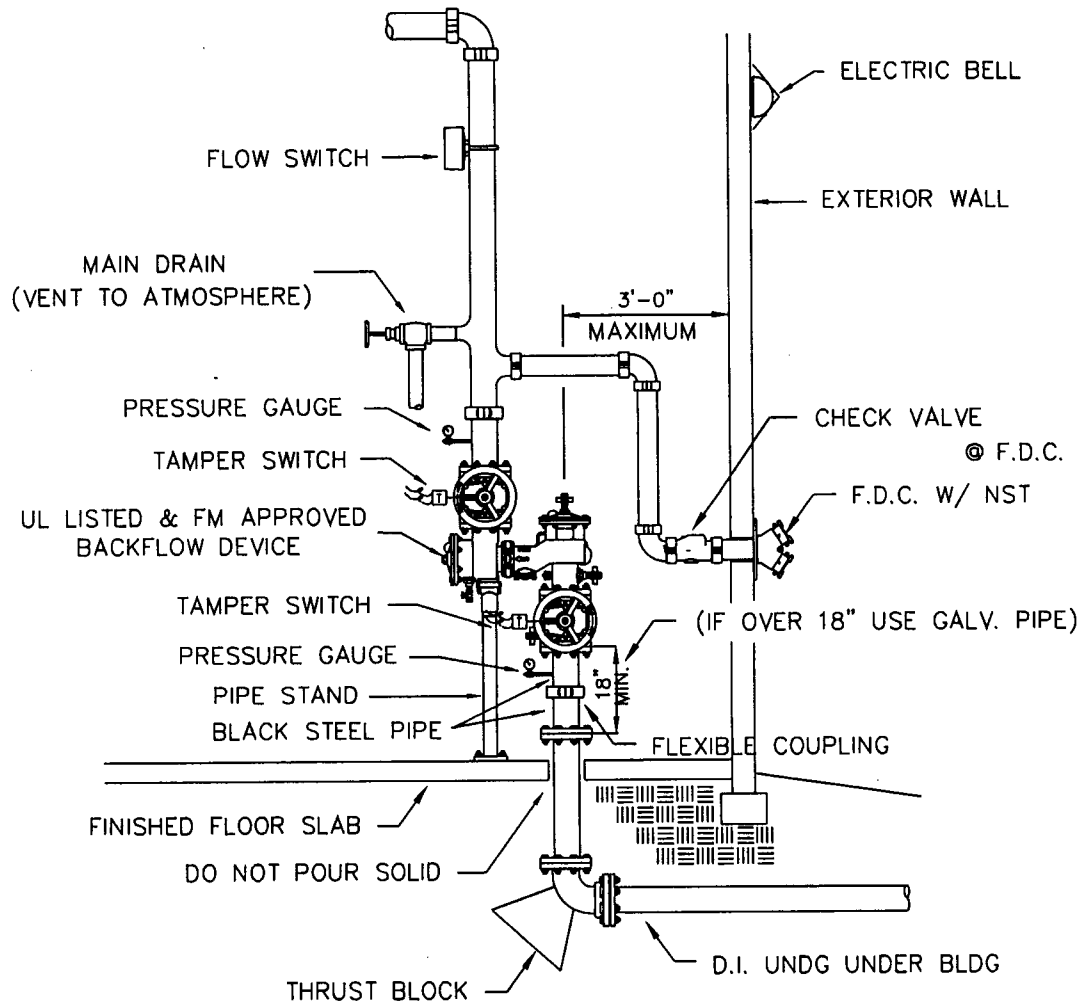 ELECTRIC BELL
FLOW SWITCH
EXTERIOR WALL
MAIN DRAIN
(VENT TO ATMOSPHERE)
3'-0"
MAXIMUM
PRESSURE GAUGE
CHECK VALVE
@ F.D.C.
TAMPER SWITCH
F.D.C. W/ NST
UL LISTED & FM APPROVED
BACKFLOW DEVICE
T
TAMPER SWITCH
T
(IF OVER 18" USE GALV. PIPE)
PRESSURE GAUGE
18"
MIN.
PIPE STAND
BLACK STEEL PIPE
FLEXIBLE COUPLING
FINISHED FLOOR SLAB
DO NOT POUR SOLID
D.I. UNDG UNDER BLDG
THRUST BLOCK